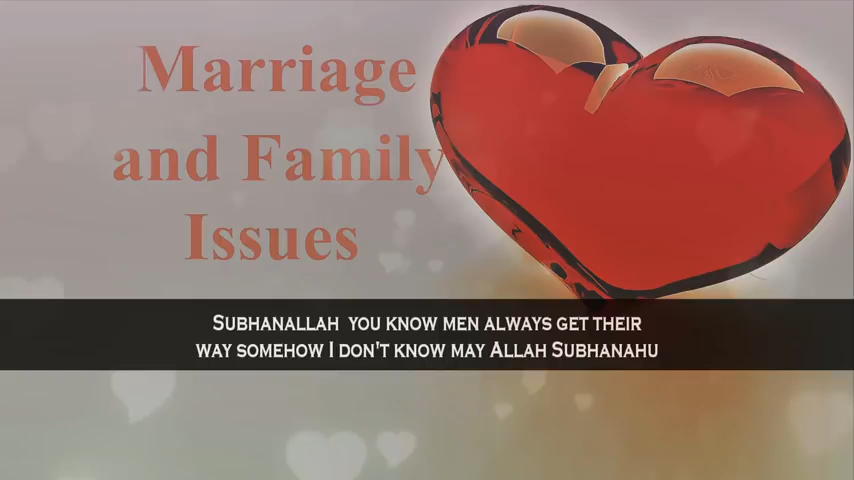 Marriage
and Family
Issues
Subhanallah you know men always get their
way somehow I don't know may Allah Subhanahu